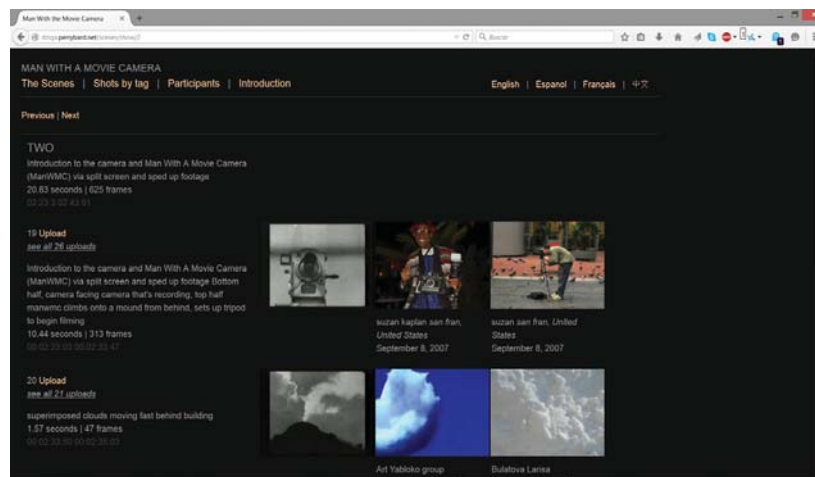 Man With the Movie Camera
Buscar
MAN WITH A MOVIE CAMERA
The Scenes | Shots by tag | Participants | Introduction
English | Espanol | Français | 中文
Previous | Next
TWO
Introduction to the camera and Man With A Movie Camera
(ManWMC) via split screen and sped up footage
20.83 seconds | 625 frames
19 Upload
see all 26 uploads
Introduction to the camera and Man With A Movie Camera
(ManWMC) via split screen and sped up footage Bottom
half, camera facing camera that's recording, top half
manwmc climbs onto a mound from behind, sets up tripod
to begin filming
10.44 seconds | 313 frames
suzan kaplan san fran,
United States
September 8, 2007
suzan san fran, United
States
September 8, 2007
20 Upload
see all 21 uploads
superimposed clouds moving fast behind building
1.57 seconds | 47 frames
Art Yabloko group
Bulatova Larisa